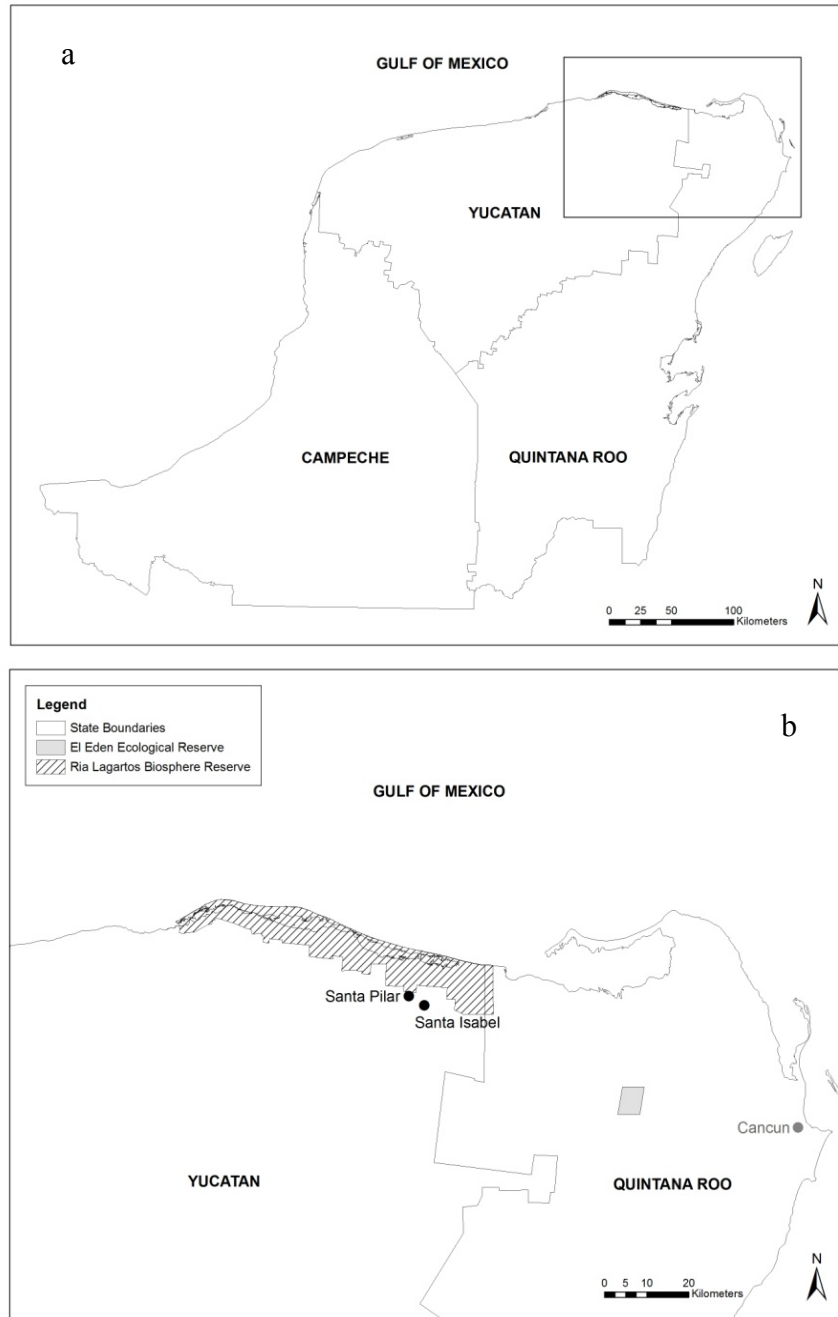 a
GULF OF MEXICO
YUCATAN
CAMPECHE
QUINTANA ROO
N
0 25 50 100
Kilometers
b
Legend
State Boundaries
El Eden Ecological Reserve
Ria Lagartos Biosphere Reserve
GULF OF MEXICO
Santa Pilar
Santa Isabel
Cancun
YUCATAN
QUINTANA ROO
N
0 5 10 20
Kilometers